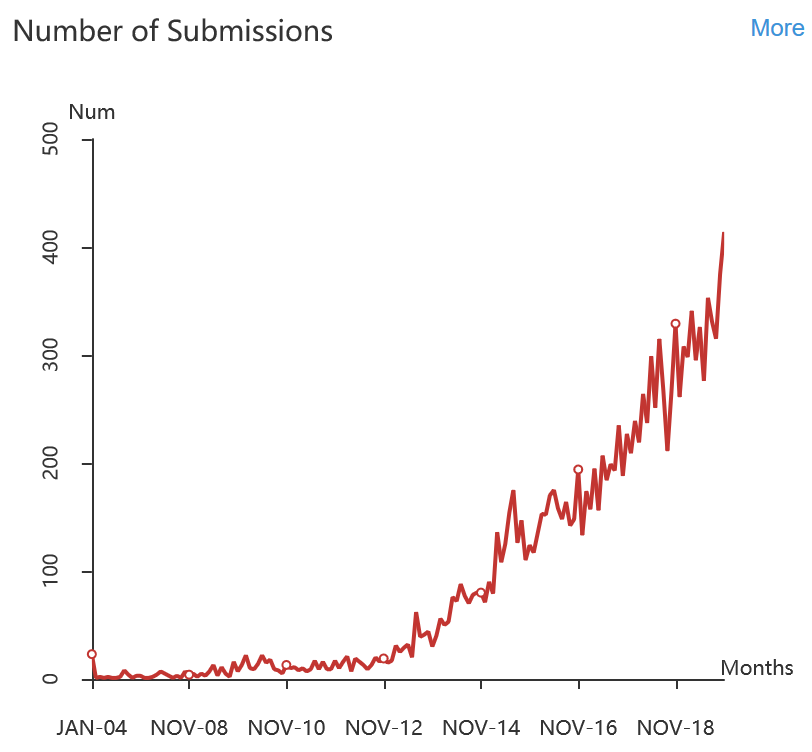 Number of Submissions
More
Num
500
400
300
200
100
0
Months
JAN-04 NOV-08 NOV-10 NOV-12 NOV-14 NOV-16 NOV-18